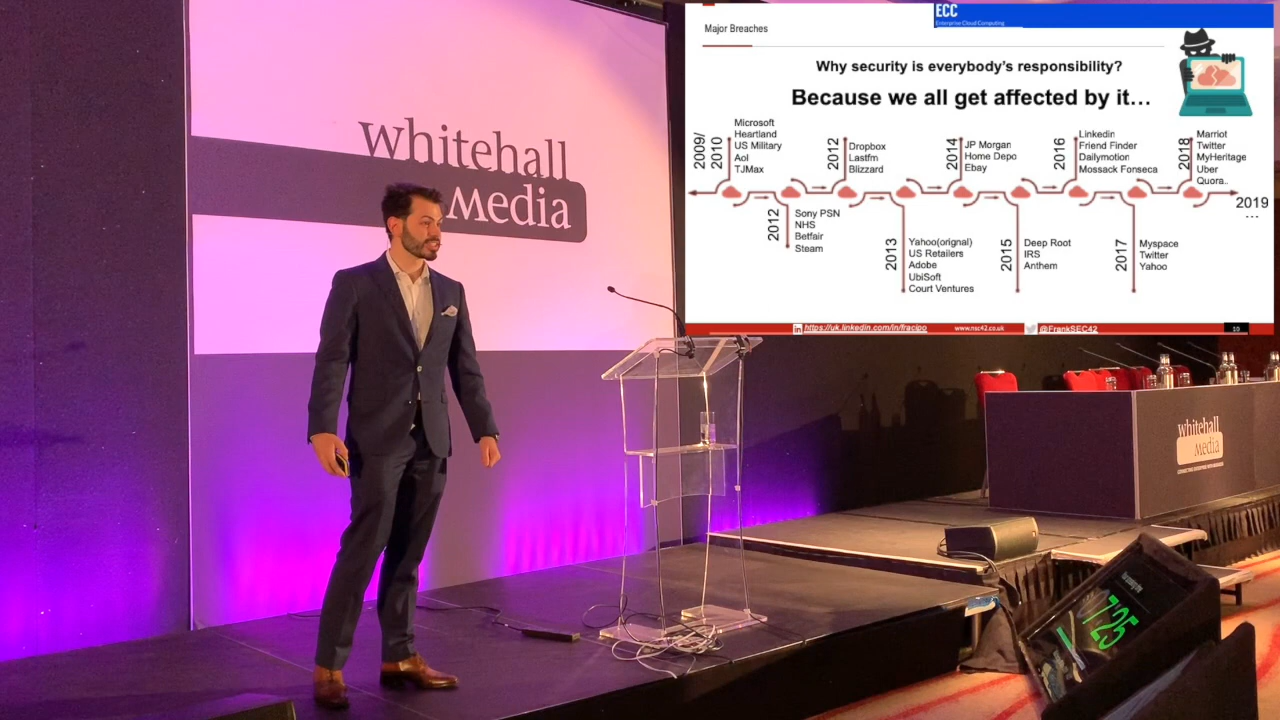 whitehall
media
ECC
Enterprise Cloud Computing
Major Breaches
Why security is everybody's responsibility?
Because we all get affected by it…
2009/
2010
Microsoft
Heartland
US Military
Aol
TJMax
2012
Dropbox
Lastfm
Blizzard
2014
JP Morgan
Home Depo
Ebay
2016
Linkedin
Friend Finder
Dailymotion
Mossack Fonseca
2018
Marriot
Twitter
MyHeritage
Uber
Quora..
2019
...
2012
Sony PSN
NHS
Betfair
Steam
2013
Yahoo(orignal)
US Retailers
Adobe
UbiSoft
Court Ventures
2015
Deep Root
IRS
Anthem
2017
Myspace
Twitter
Yahoo
in https://uk.linkedin.com/in/fracipo www.nsc42.co.uk @FrankSEC42 10
whitehall
media
7:25